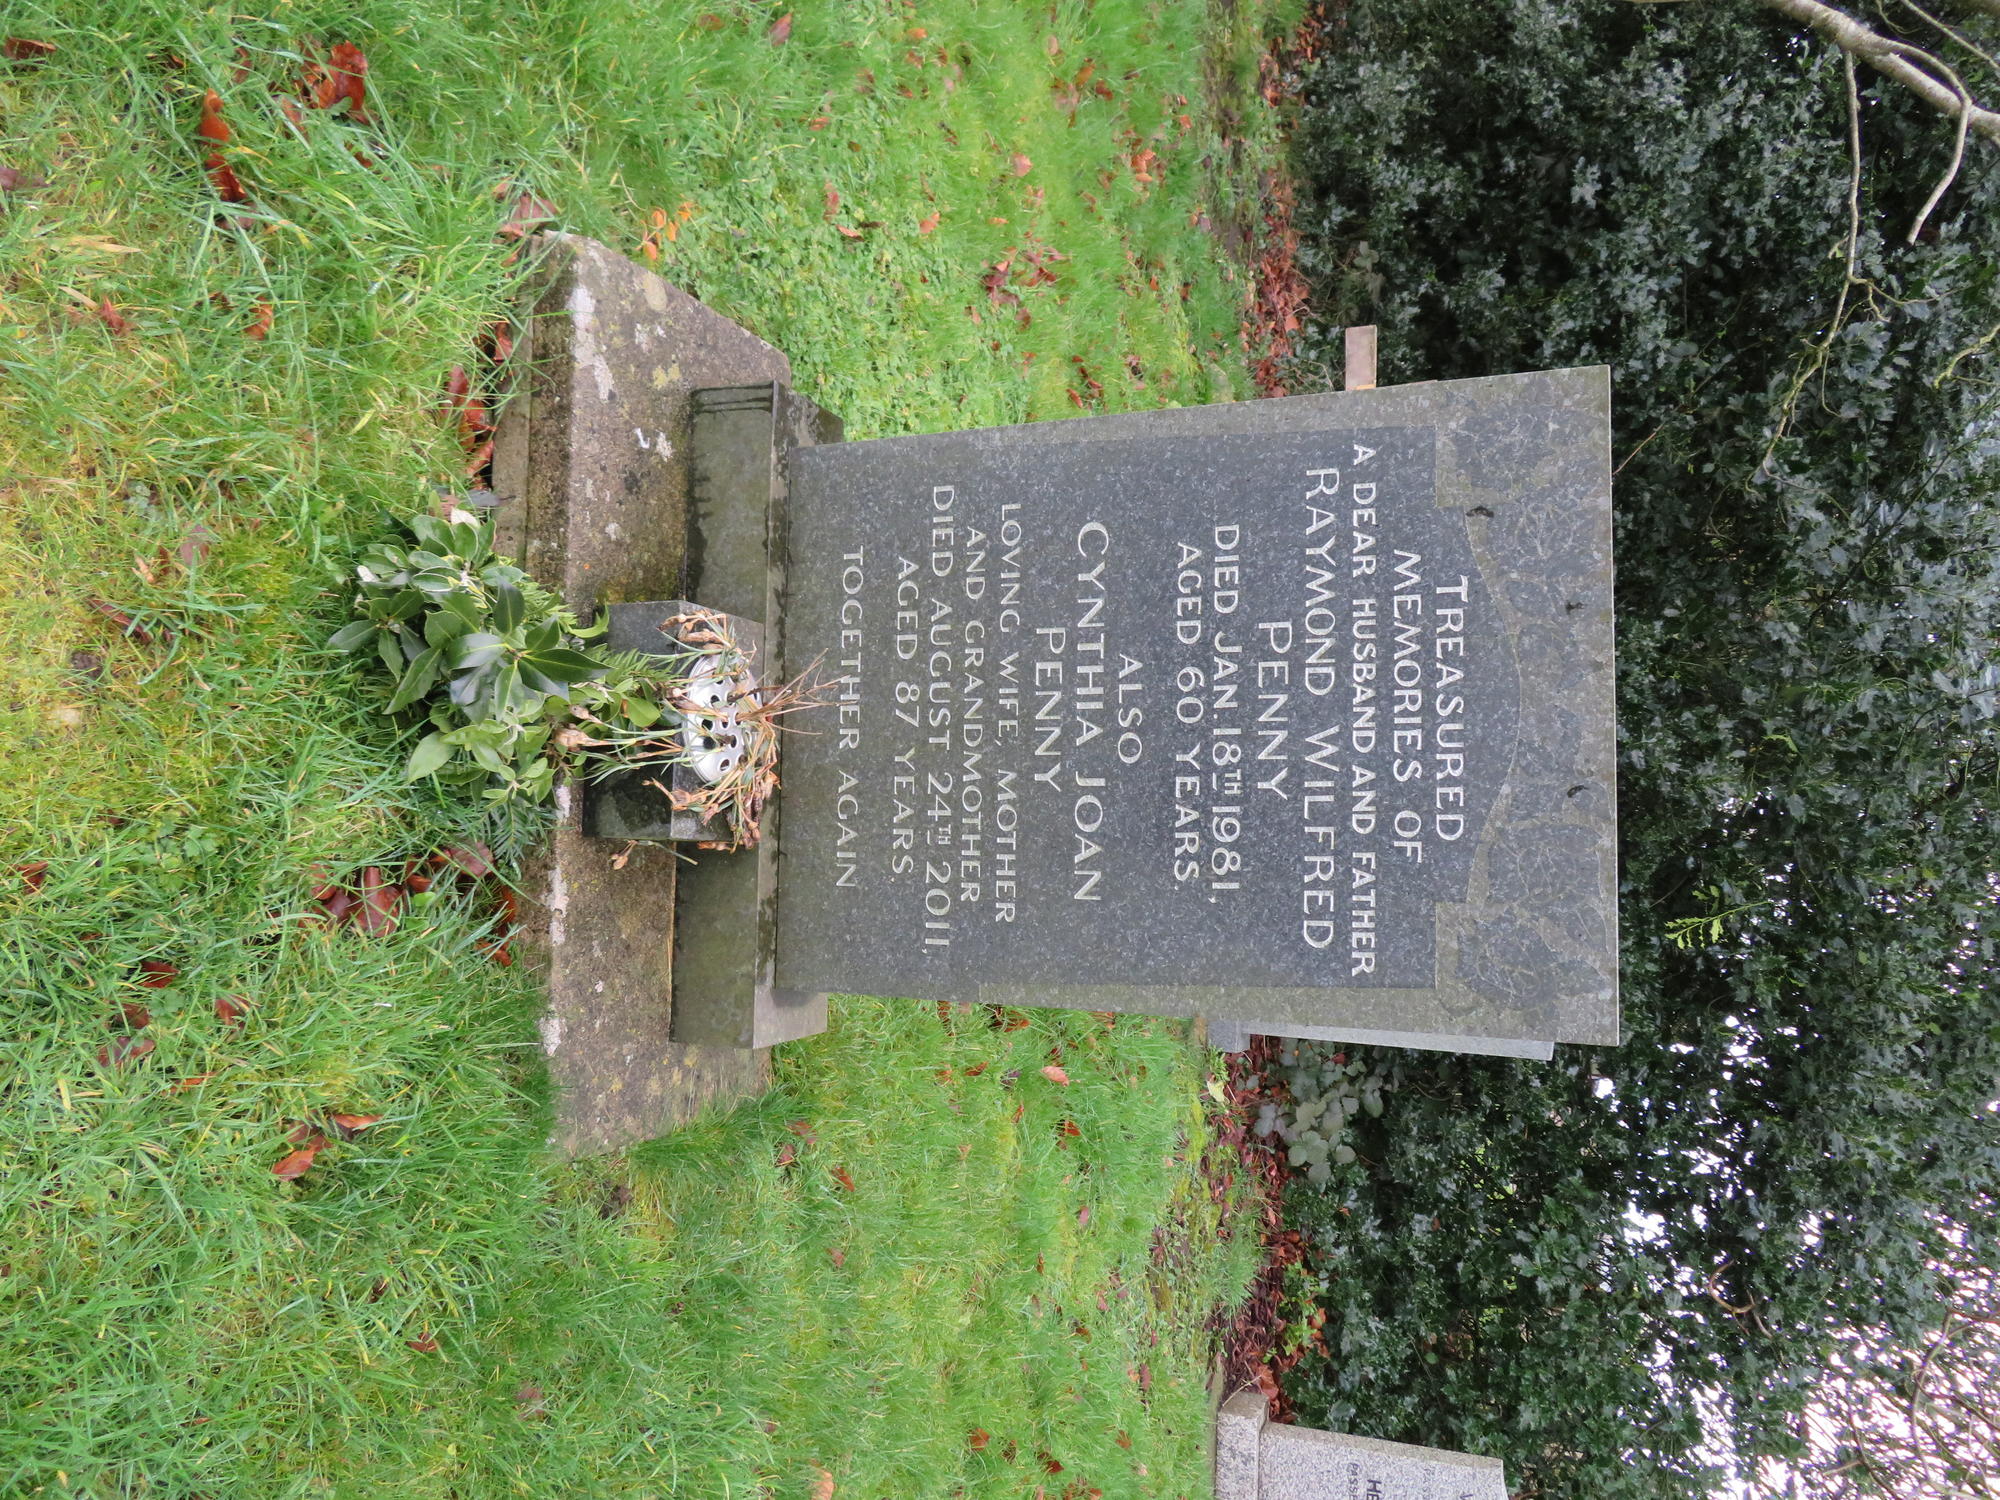 TREASURED
MEMORIES OF
A DEAR HUSBAND AND FATHER
RAYMOND WILFRED
PENNY
DIED JAN. 18TH 1981,
AGED 60 YEARS.
ALSO
CYNTHIA JOAN
PENNY
LOVING WIFE, MOTHER
AND GRANDMOTHER
DIED AUGUST 24TH 2011,
AGED 87 YEARS.
TOGETHER AGAIN